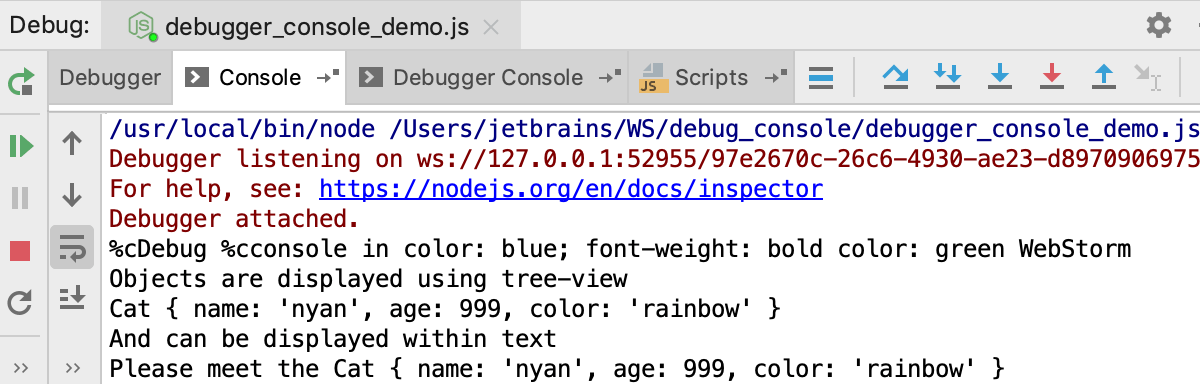 Debug: debugger_console_demo.js
Debugger Console Debugger Console JS Scripts
/usr/local/bin/node /Users/jetbrains/WS/debug_console/debugger_console_demo.js
Debugger listening on ws://127.0.0.1:52955/97e2670c-26c6-4930-ae23-d8970906975
For help, see: https://nodejs.org/en/docs/inspector
Debugger attached.
%cDebug %cconsole in color: blue; font-weight: bold color: green WebStorm
Objects are displayed using tree-view
Cat { name: 'nyan', age: 999, color: 'rainbow' }
And can be displayed within text
Please meet the Cat { name: 'nyan', age: 999, color: 'rainbow' }